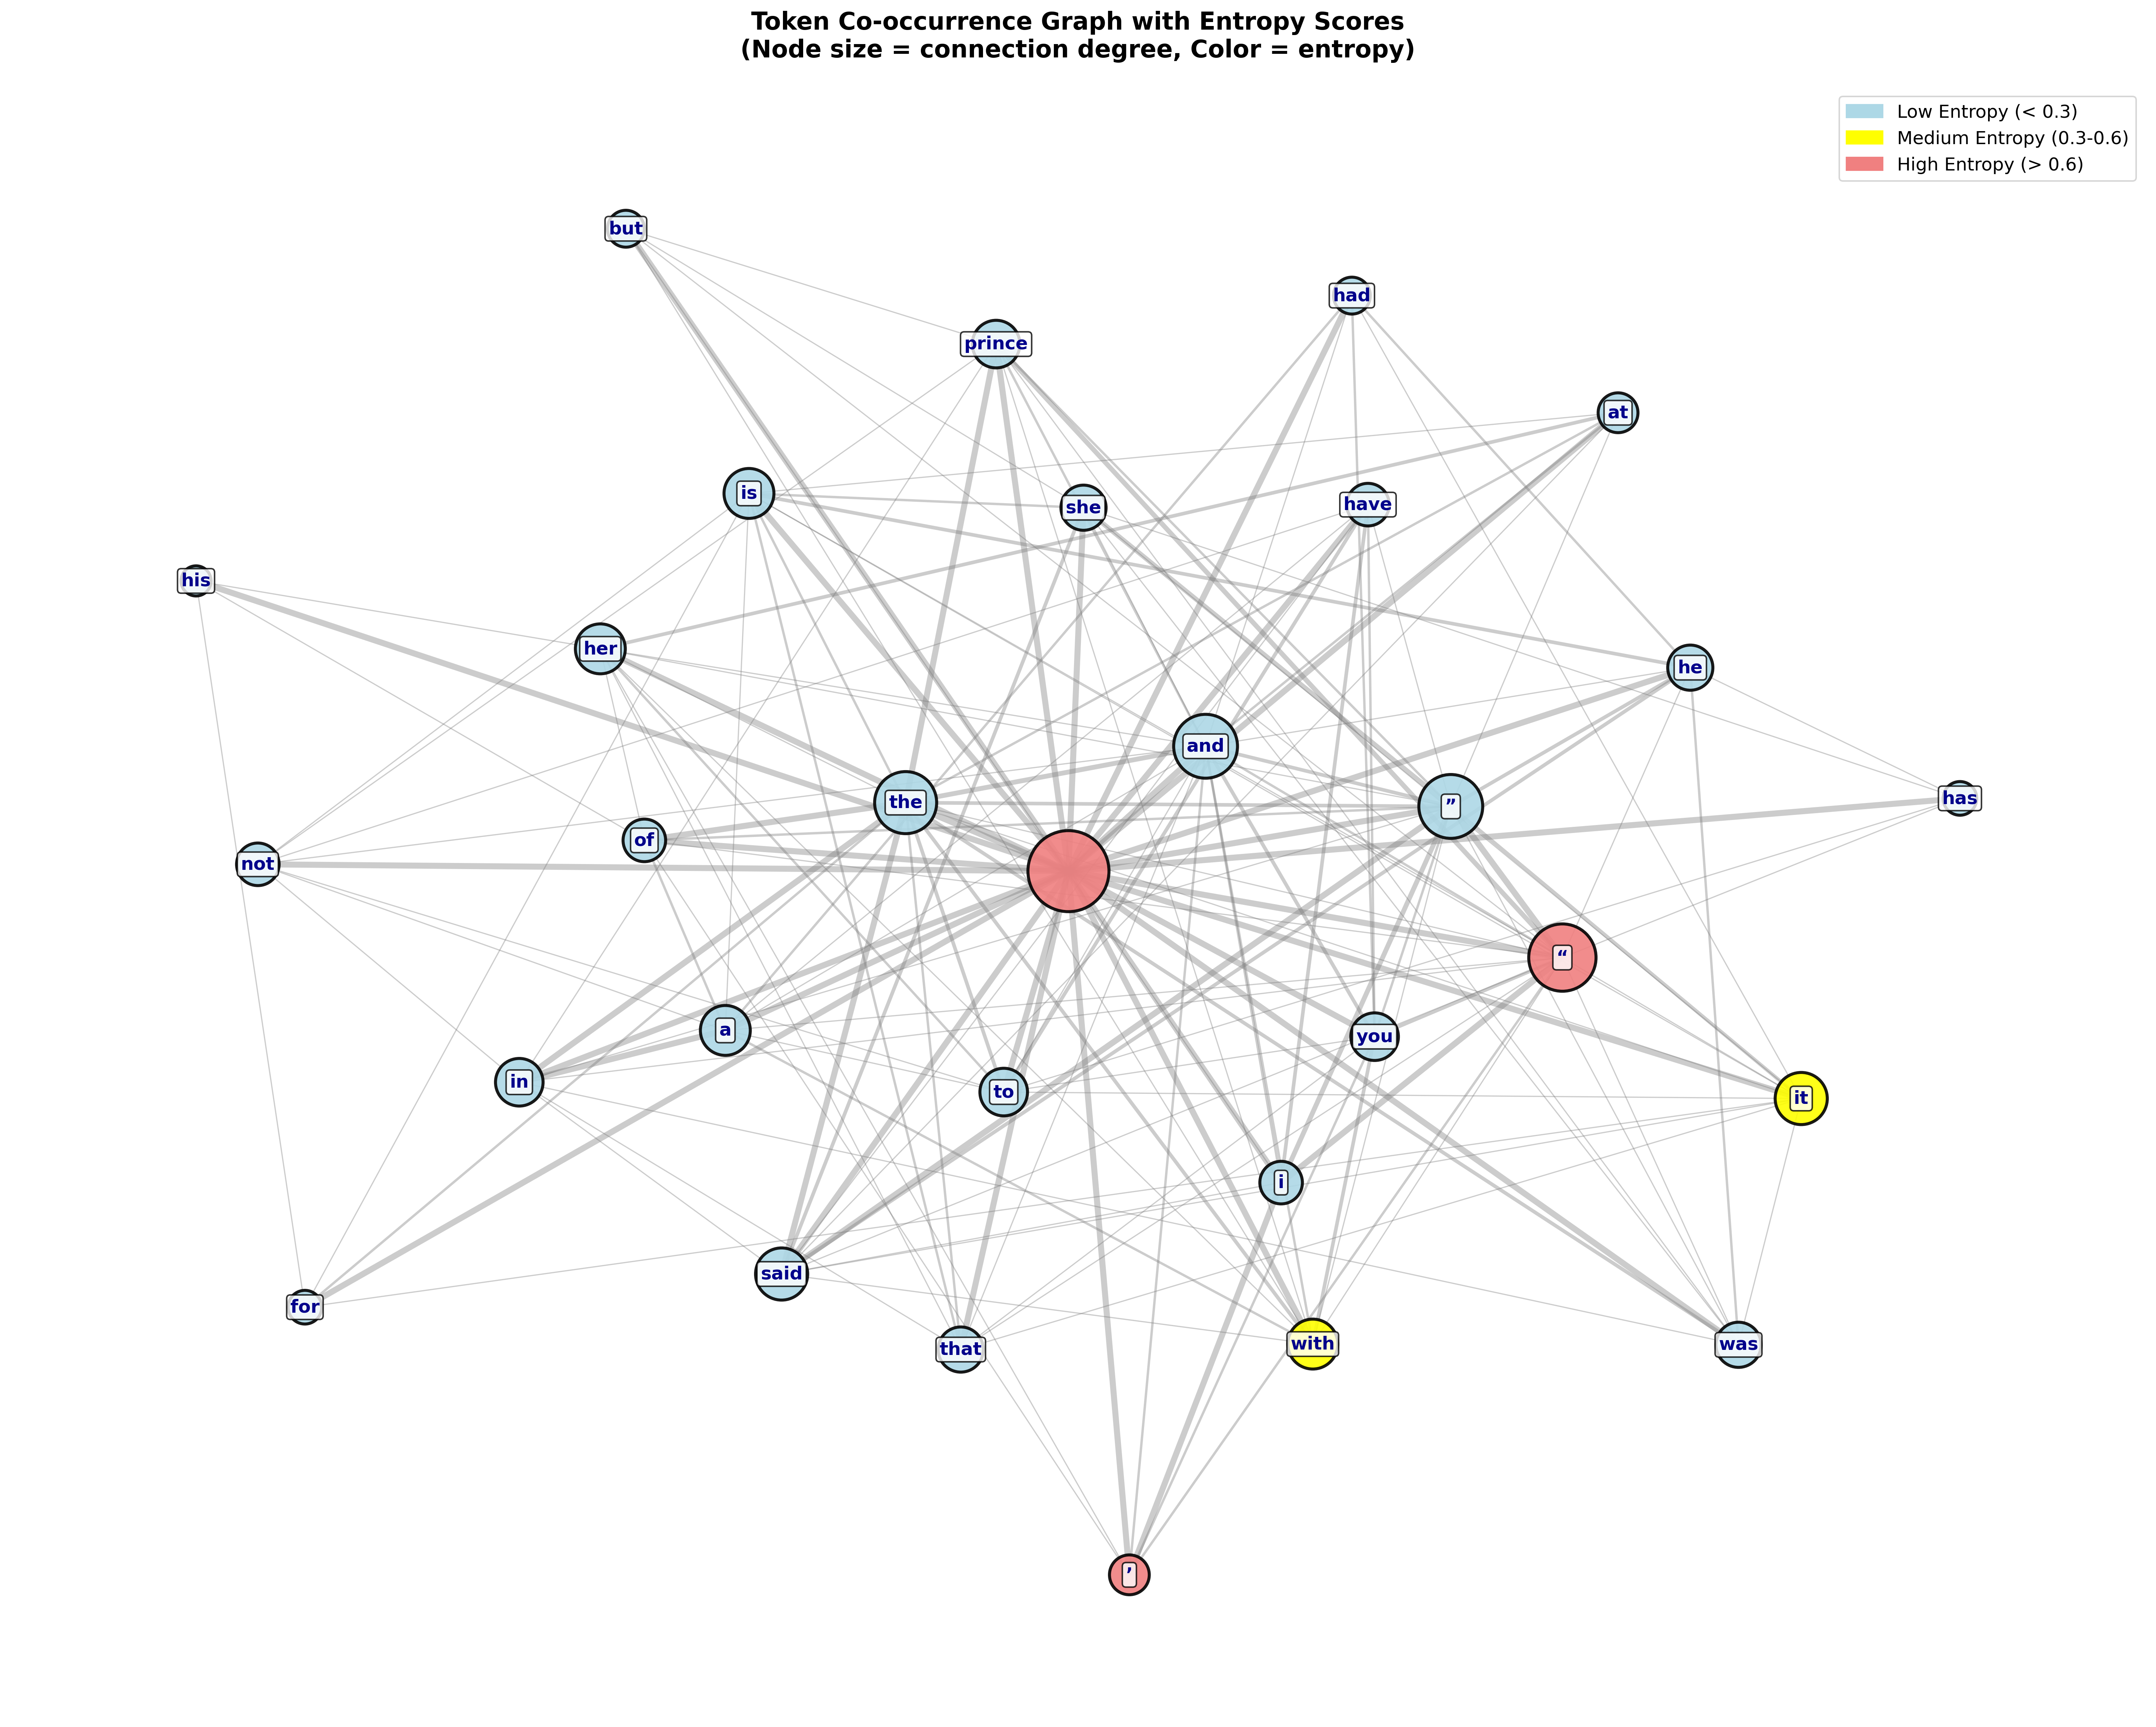 Token Co-occurrence Graph with Entropy Scores
(Node size = connection degree, Color = entropy)
Low Entropy (< 0.3)
Medium Entropy (0.3-0.6)
High Entropy (> 0.6)
but
had
prince
at
is
she
have
his
her
he
and
the
”
has
of
not
“
a
you
in
to
it
i
said
for
that
with
was
’